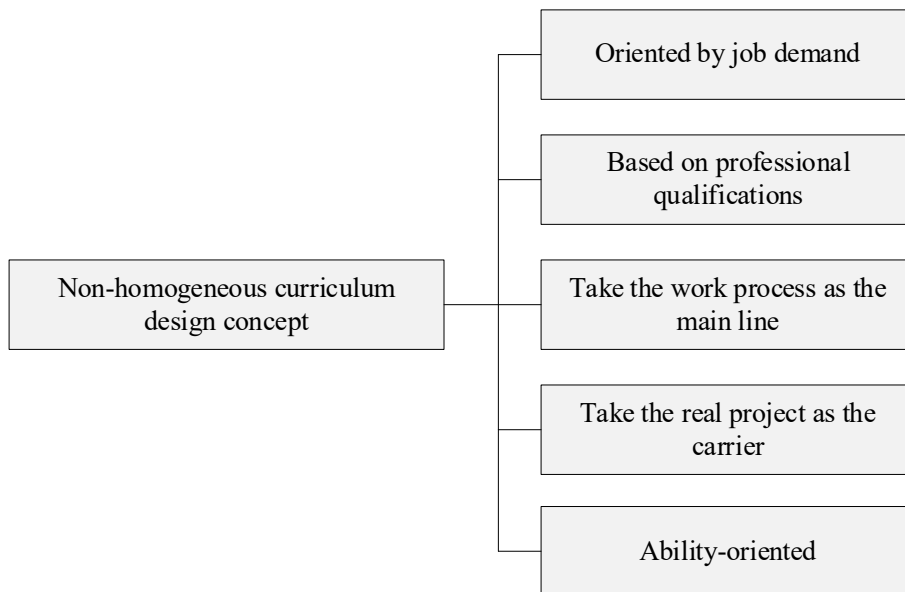 Oriented by job demand
Based on professional
qualifications
Non-homogeneous curriculum
design concept
Take the work process as the
main line
Take the real project as the
carrier
Ability-oriented